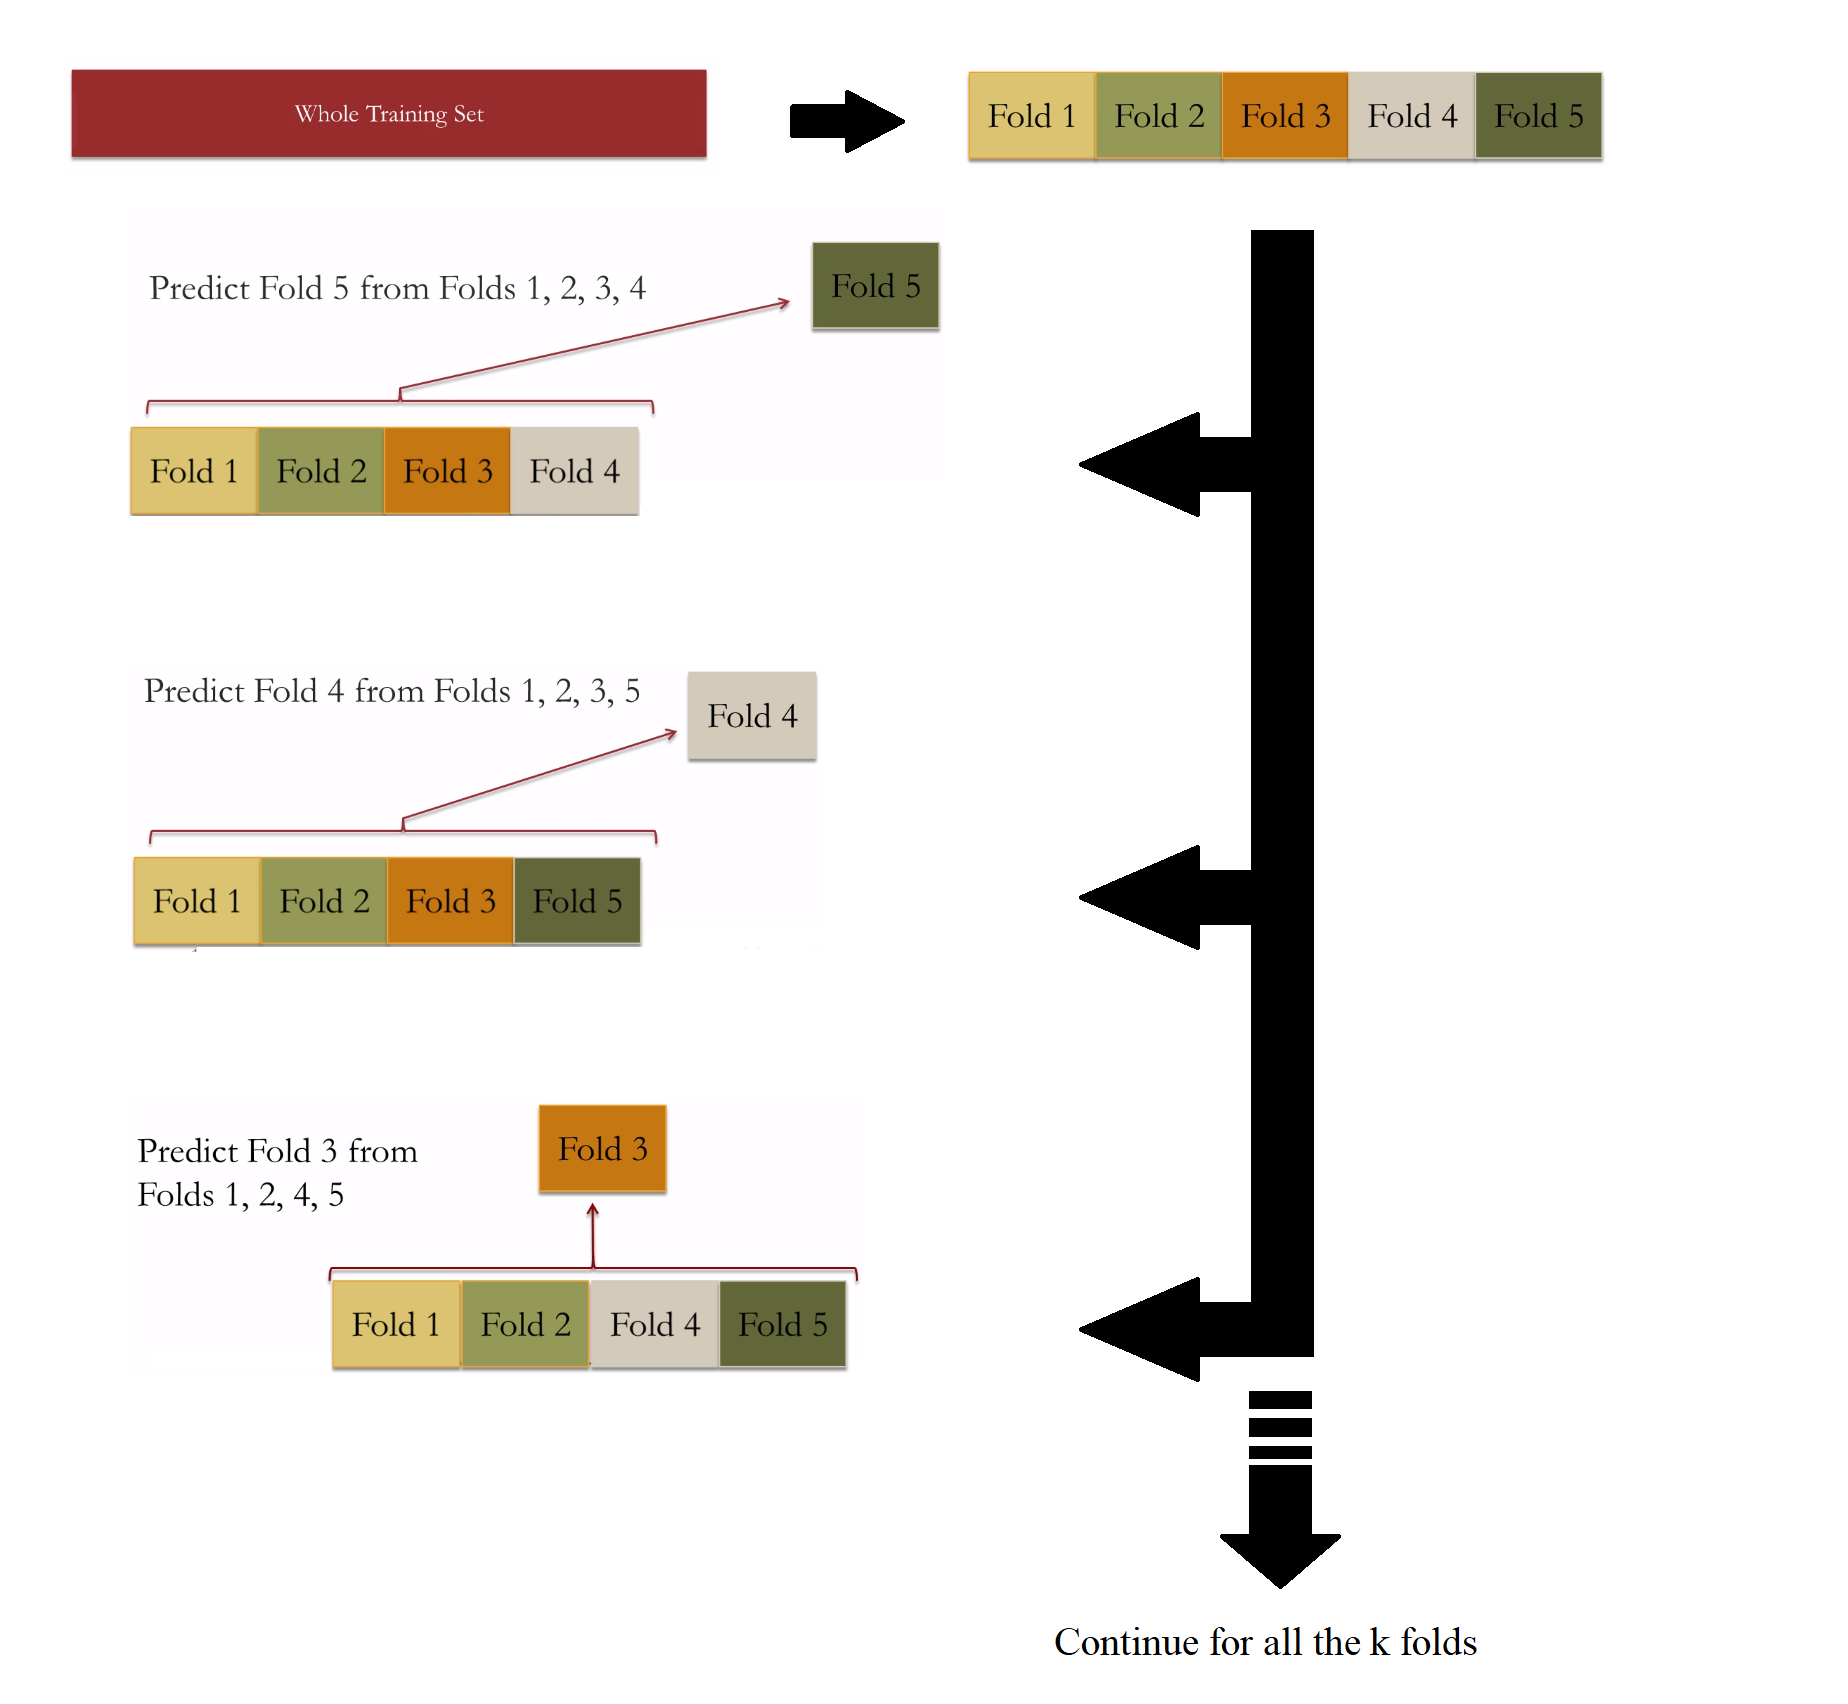 Whole Training Set
Fold 1 Fold 2 Fold 3 Fold 4 Fold 5
Predict Fold 5 from Folds 1, 2, 3, 4
Fold 5
Fold 1 Fold 2 Fold 3 Fold 4
Predict Fold 4 from Folds 1, 2, 3, 5
Fold 4
Fold 1 Fold 2 Fold 3 Fold 5
Predict Fold 3 from
Folds 1, 2, 4, 5
Fold 3
Fold 1 Fold 2 Fold 4 Fold 5
Continue for all the k folds